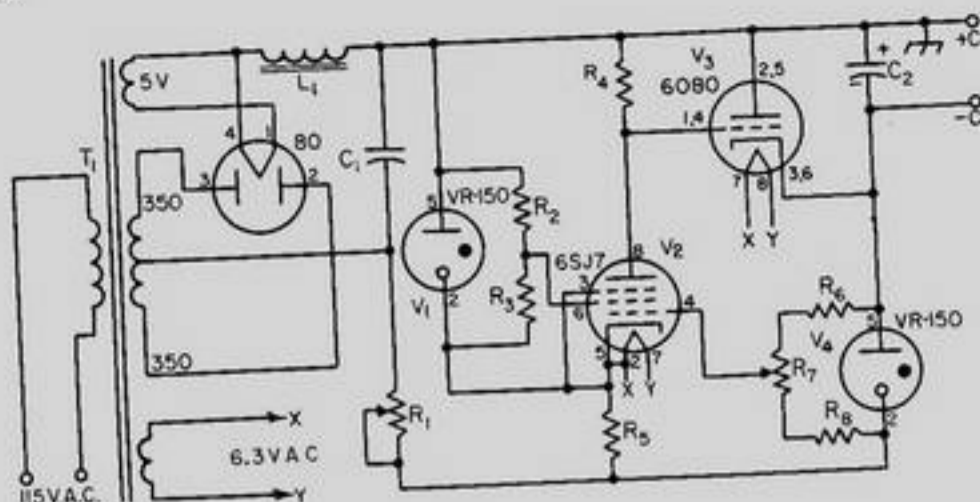 +C
-C
5V
L₁
4
1
80
3
2
T₁
350
350
115 V.A.C.
X
6.3 V A C
Y
C₁
R₁
5
VR-150
2
V₁
R₂
R₃
R₄
6SJ7
V₂
8
3
6
4
5
2
7
X
Y
R₅
V₃
6080
2,5
1,4
7
8
3,6
X
Y
+
C₂
R₆
R₇
R₈
V₄
5
VR-150
2